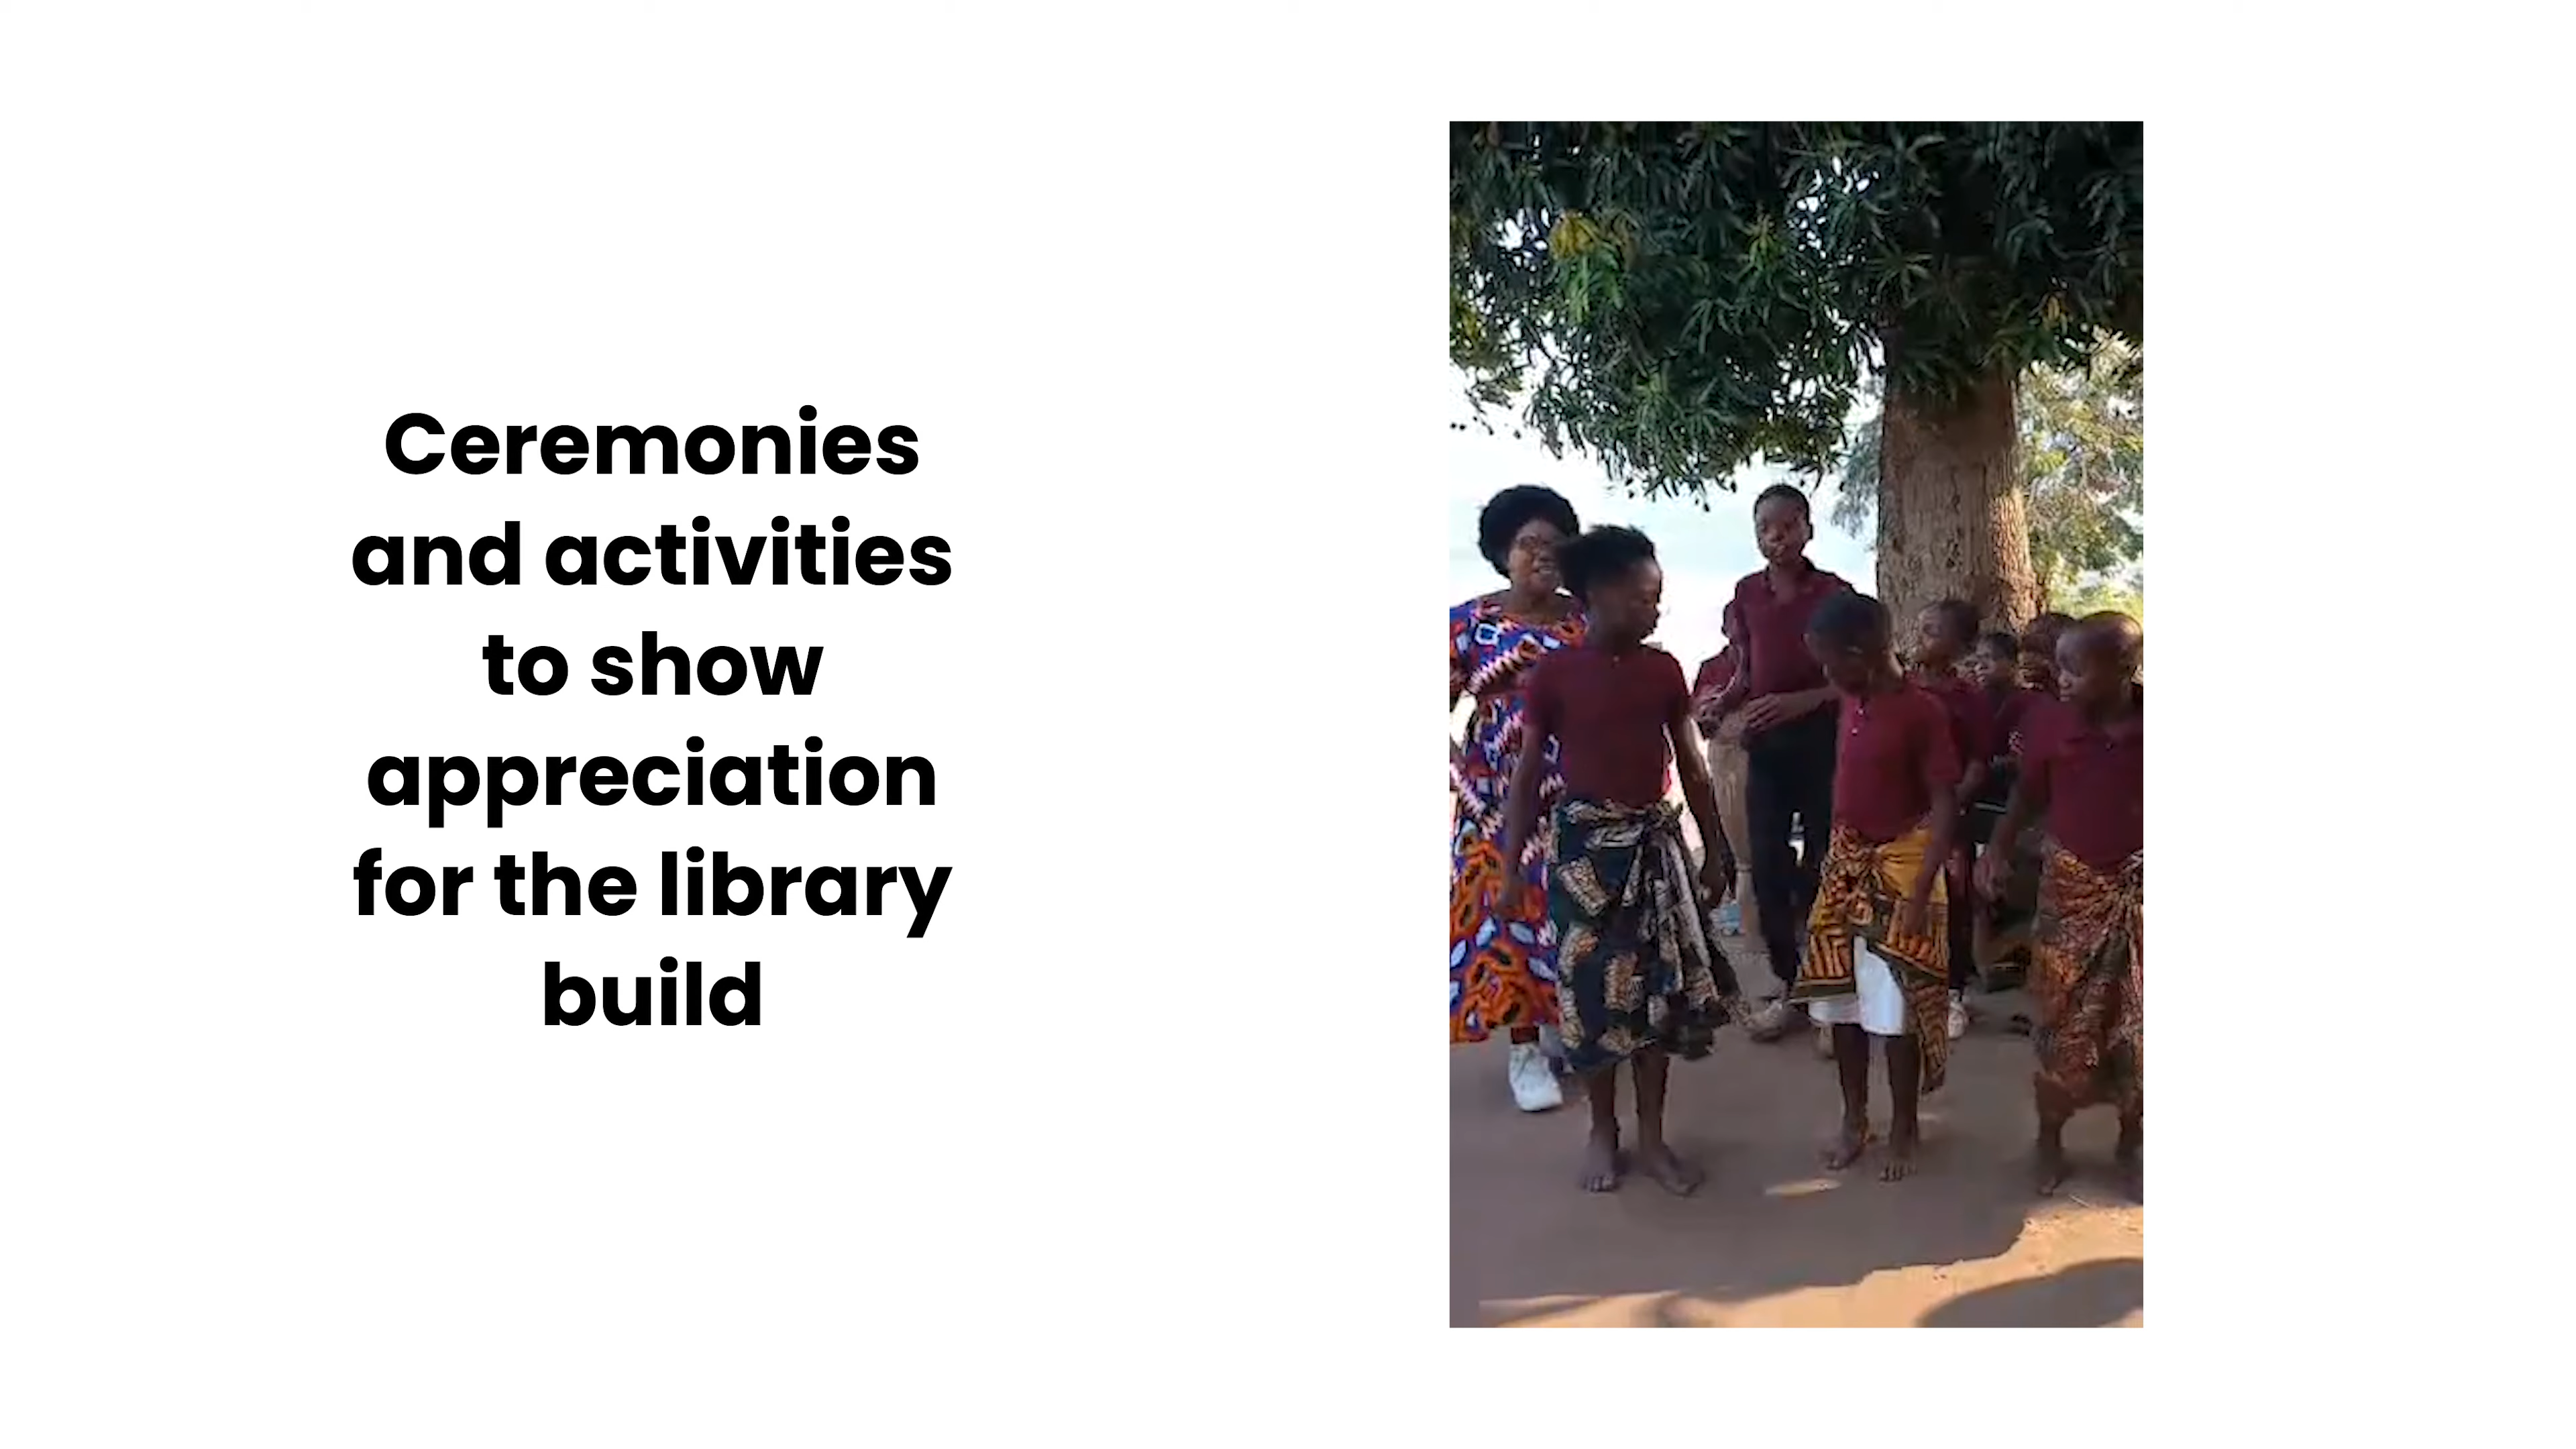 Ceremonies
and activities
to show
appreciation
for the library
build